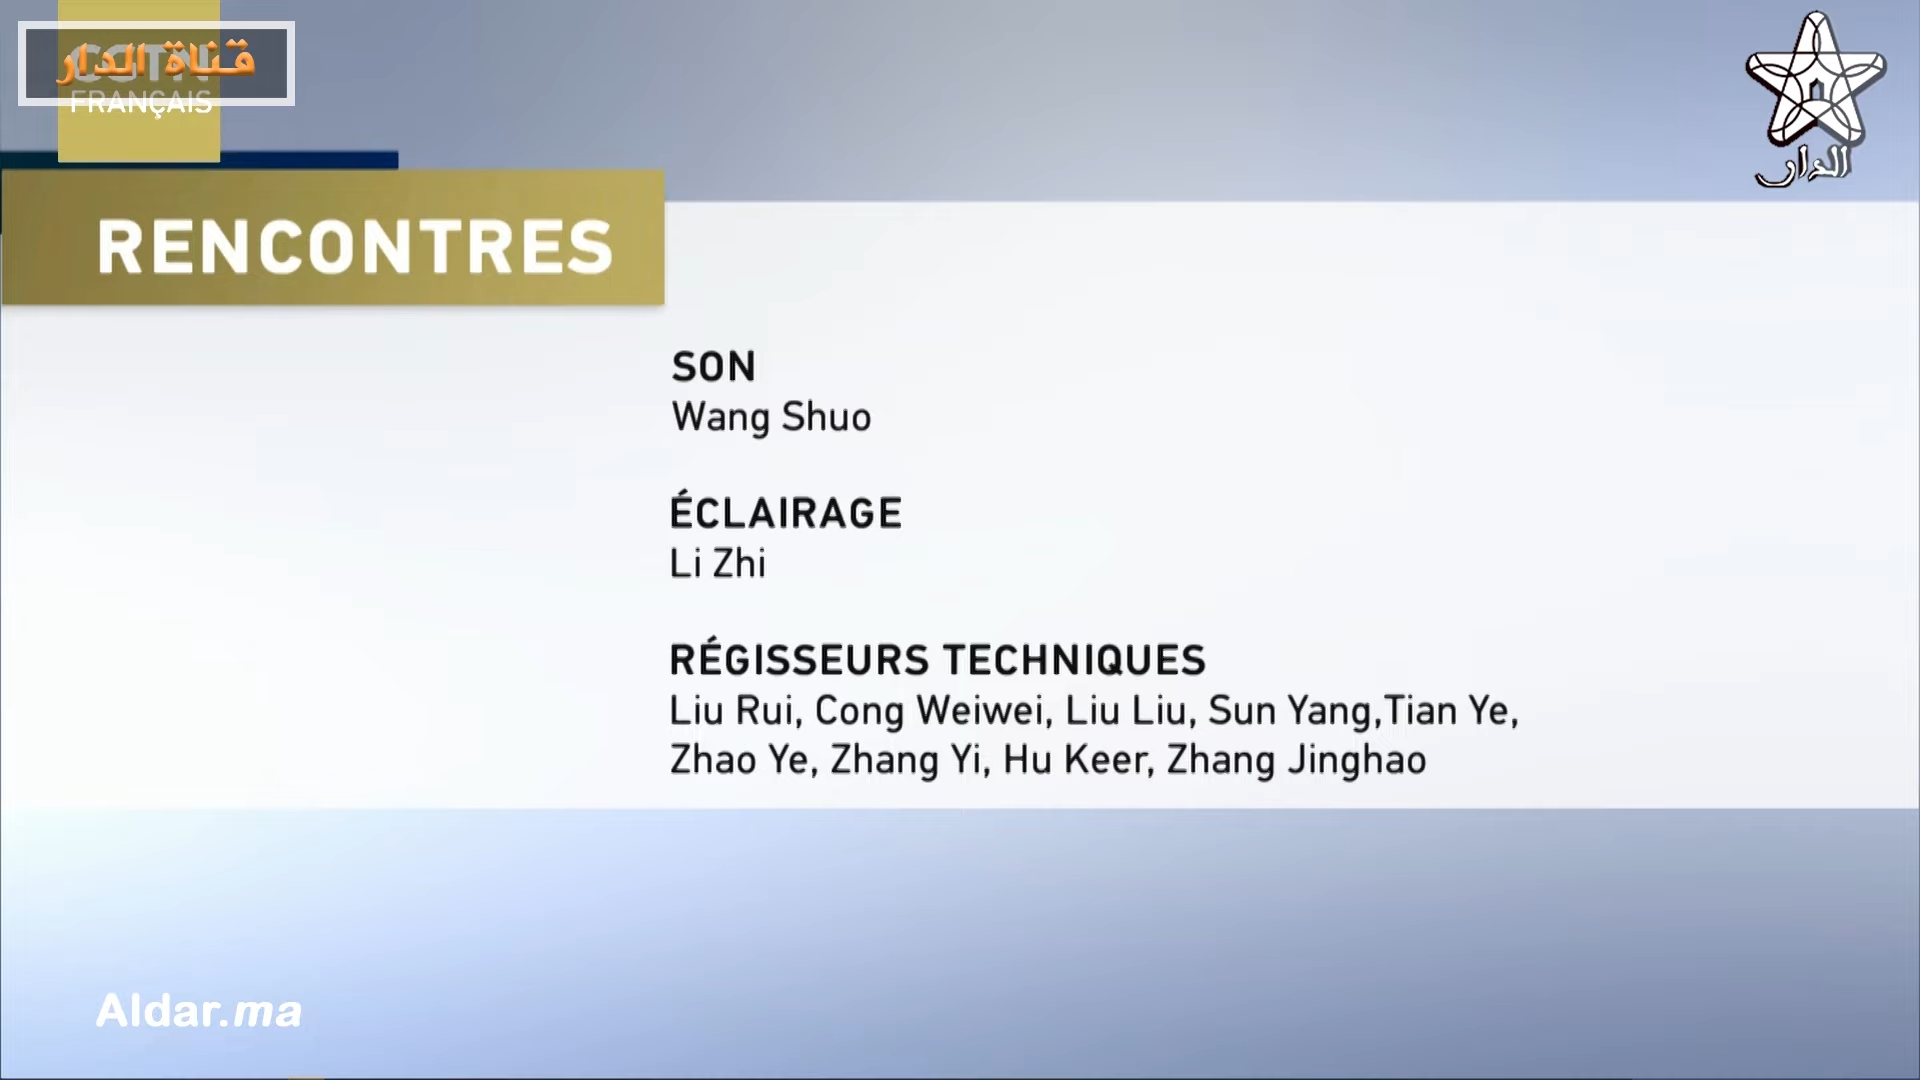 قناة الدار
CGTN
FRANÇAIS
الدار
RENCONTRES
SON
Wang Shuo
ÉCLAIRAGE
Li Zhi
RÉGISSEURS TECHNIQUES
Liu Rui, Cong Weiwei, Liu Liu, Sun Yang,Tian Ye,
Zhao Ye, Zhang Yi, Hu Keer, Zhang Jinghao
Aldar.ma